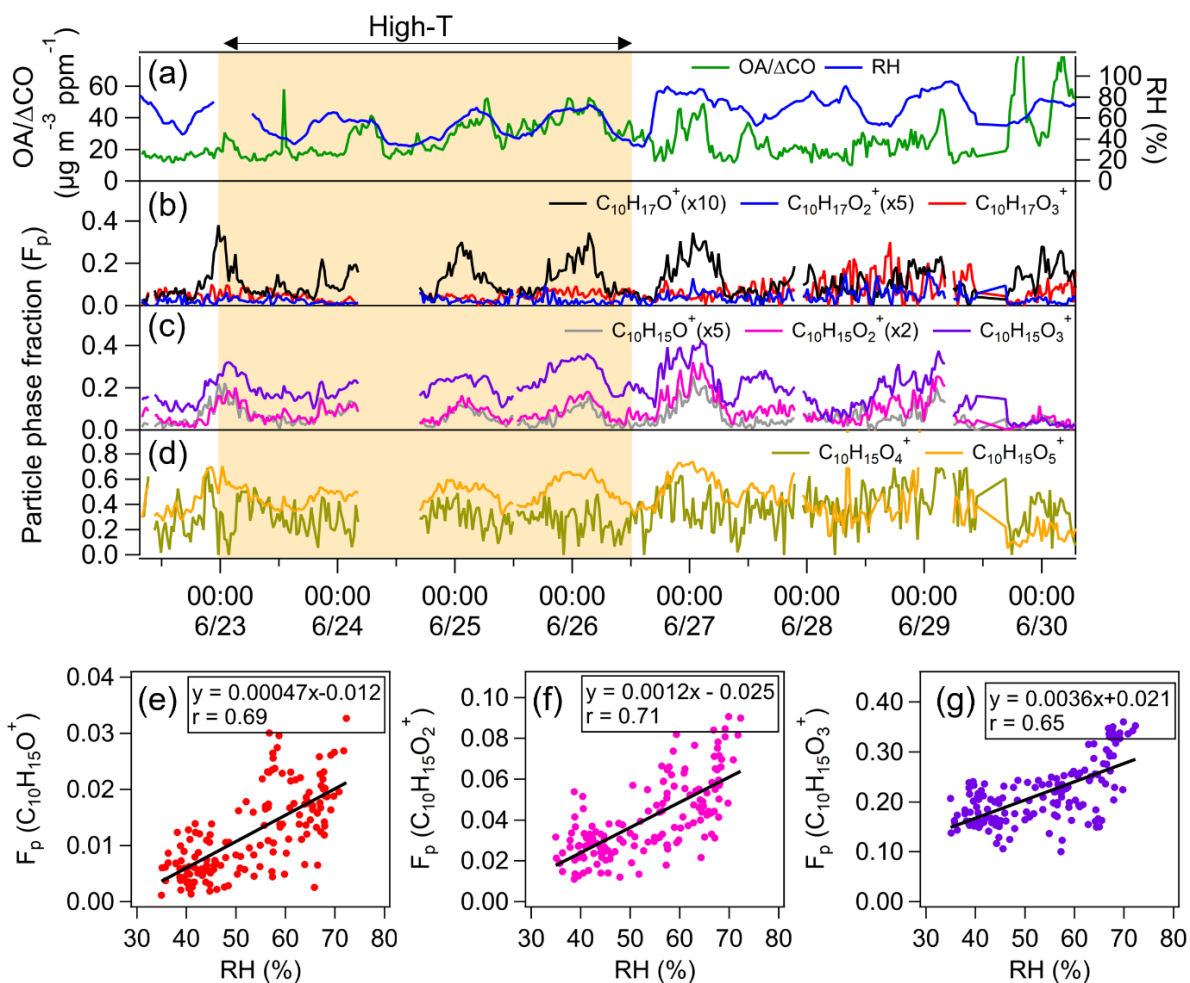 High-T
(a)
OA/ΔCO RH
OA/ΔCO
(µg m⁻³ ppm⁻¹)
60
40
20
0
100
80
60
40
20
0
RH (%)
(b)
C₁₀H₁₇O⁺(x10) C₁₀H₁₇O₂⁺(x5) C₁₀H₁₇O₃⁺
0.4
0.2
0.0
Particle phase fraction (Fₚ)
(c)
C₁₀H₁₅O⁺(x5) C₁₀H₁₅O₂⁺(x2) C₁₀H₁₅O₃⁺
0.4
0.2
0.0
(d)
C₁₀H₁₅O₄⁺ C₁₀H₁₅O₅⁺
0.8
0.6
0.4
0.2
0.0
00:00 00:00 00:00 00:00 00:00 00:00 00:00 00:00
6/23 6/24 6/25 6/26 6/27 6/28 6/29 6/30
(e)
y = 0.00047x-0.012
r = 0.69
Fₚ (C₁₀H₁₅O⁺)
0.04
0.03
0.02
0.01
0.00
30 40 50 60 70 80
RH (%)
(f)
y = 0.0012x - 0.025
r = 0.71
Fₚ (C₁₀H₁₅O₂⁺)
0.10
0.08
0.06
0.04
0.02
0.00
30 40 50 60 70 80
RH (%)
(g)
y = 0.0036x+0.021
r = 0.65
Fₚ (C₁₀H₁₅O₃⁺)
0.40
0.30
0.20
0.10
0.00
30 40 50 60 70 80
RH (%)